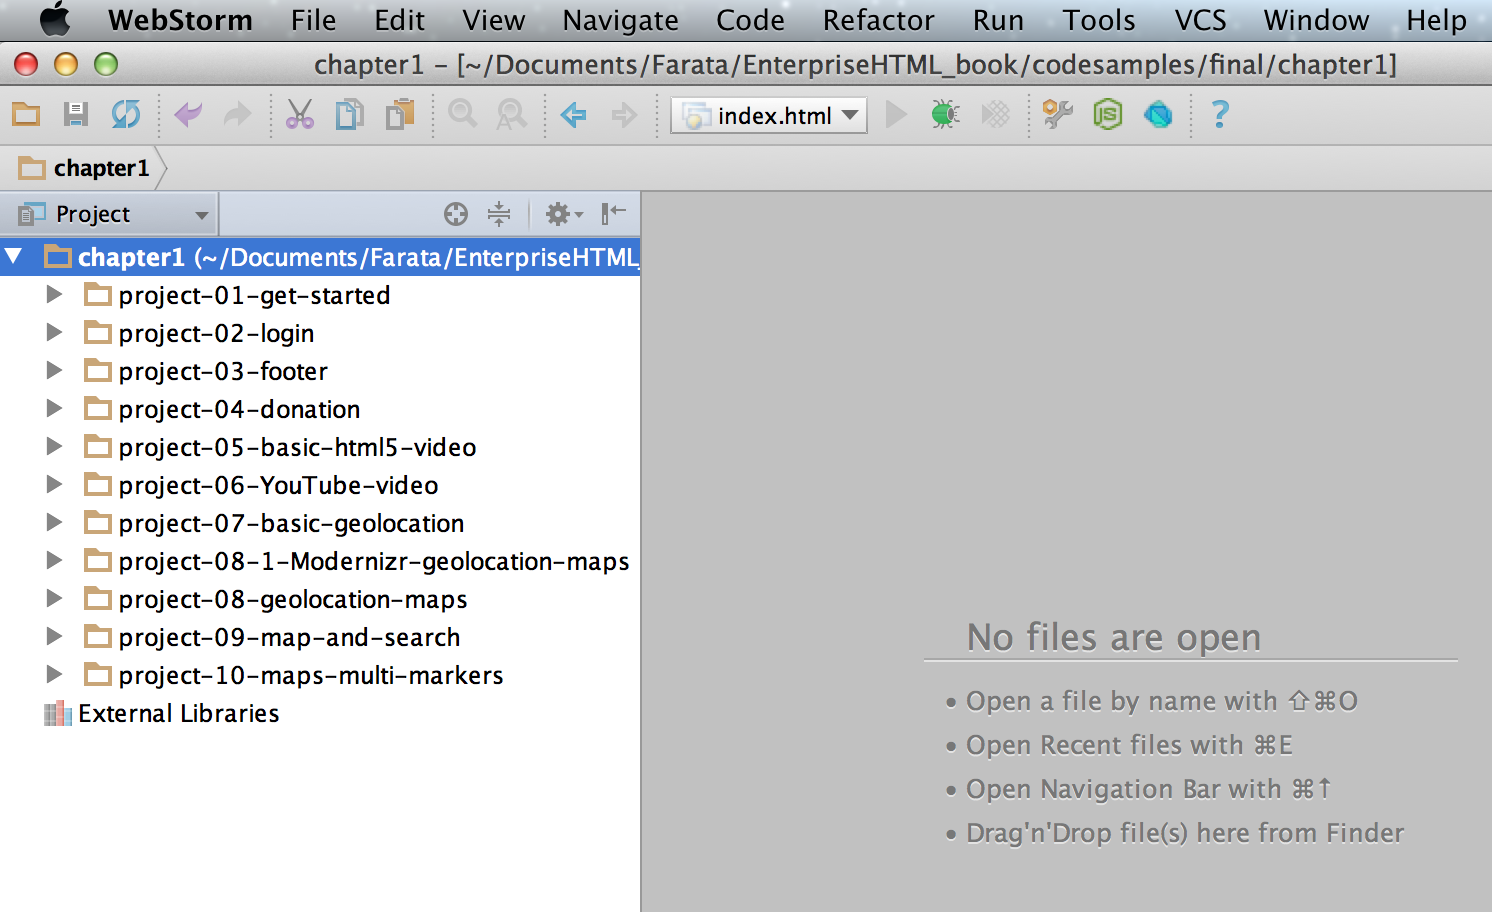 WebStorm File Edit View Navigate Code Refactor Run Tools VCS Window Help
chapter1 – [~/Documents/Farata/EnterpriseHTML_book/codesamples/final/chapter1]
index.html
JS
?
chapter1
Project
chapter1 (~/Documents/Farata/EnterpriseHTML_
project-01-get-started
project-02-login
project-03-footer
project-04-donation
project-05-basic-html5-video
project-06-YouTube-video
project-07-basic-geolocation
project-08-1-Modernizr-geolocation-maps
project-08-geolocation-maps
project-09-map-and-search
project-10-maps-multi-markers
External Libraries
No files are open
• Open a file by name with ⇧⌘O
• Open Recent files with ⌘E
• Open Navigation Bar with ⌘↑
• Drag'n'Drop file(s) here from Finder